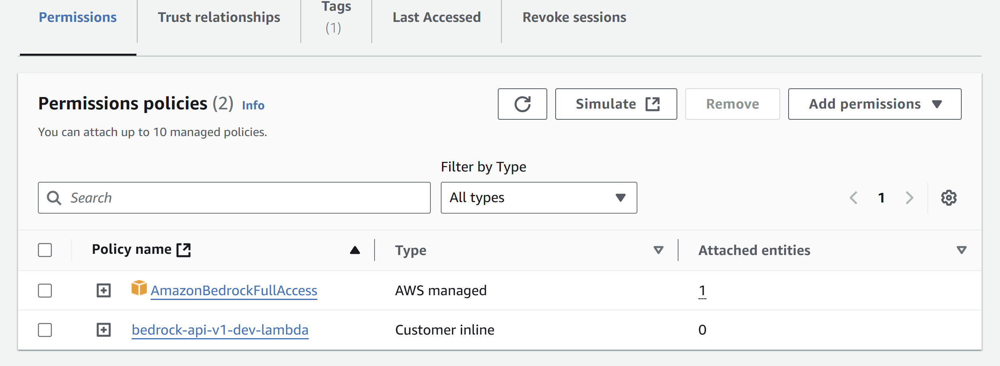 Permissions
Trust relationships
Tags
(1)
Last Accessed
Revoke sessions
Permissions policies (2) Info
Simulate
Remove
Add permissions
You can attach up to 10 managed policies.
Filter by Type
Search
All types
1
Policy name
Type
Attached entities
AmazonBedrockFullAccess
AWS managed
1
bedrock-api-v1-dev-lambda
Customer inline
0